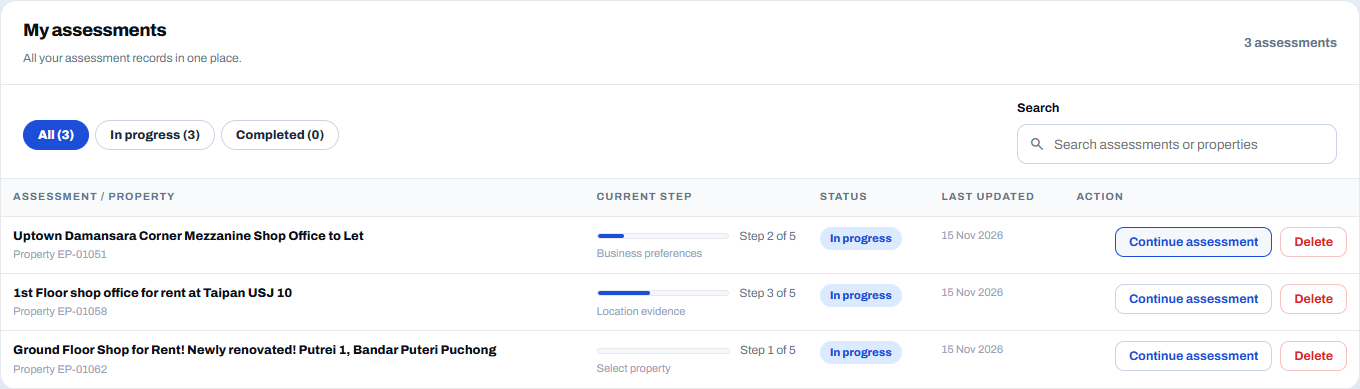 My assessments
All your assessment records in one place.
3 assessments
Search
All (3)
In progress (3)
Completed (0)
Search assessments or properties
ASSESSMENT / PROPERTY
CURRENT STEP
STATUS
LAST UPDATED
ACTION
Uptown Damansara Corner Mezzanine Shop Office to Let
Property EP-01051
Step 2 of 5
Business preferences
In progress
15 Nov 2026
Continue assessment
Delete
1st Floor shop office for rent at Taipan USJ 10
Property EP-01058
Step 3 of 5
Location evidence
In progress
15 Nov 2026
Continue assessment
Delete
Ground Floor Shop for Rent! Newly renovated! Putrei 1, Bandar Puteri Puchong
Property EP-01062
Step 1 of 5
Select property
In progress
15 Nov 2026
Continue assessment
Delete